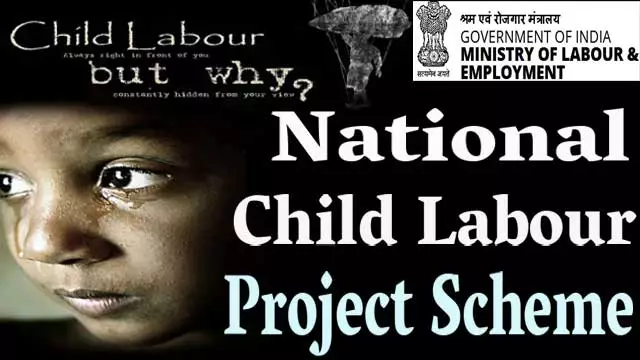 Child Labour
Always right in front of you
but why?
constantly hidden from your view
श्रम एवं रोजगार मंत्रालय
GOVERNMENT OF INDIA
MINISTRY OF LABOUR &
EMPLOYMENT
सत्यमेव जयते
National
Child Labour
Project Scheme